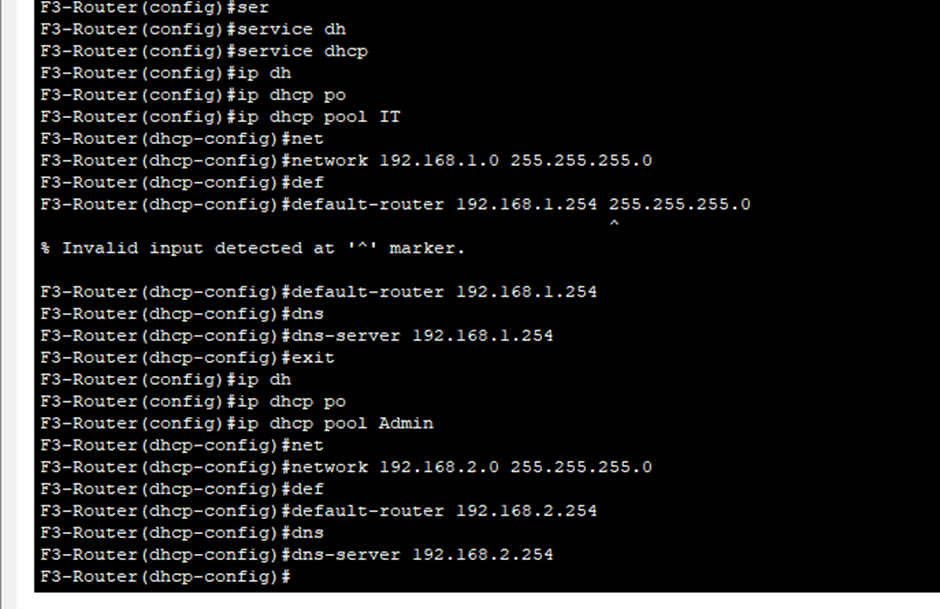 F3-Router(config)#ser
F3-Router(config)#service dh
F3-Router(config)#service dhcp
F3-Router(config)#ip dh
F3-Router(config)#ip dhcp po
F3-Router(config)#ip dhcp pool IT
F3-Router(dhcp-config)#net
F3-Router(dhcp-config)#network 192.168.1.0 255.255.255.0
F3-Router(dhcp-config)#def
F3-Router(dhcp-config)#default-router 192.168.1.254 255.255.255.0
^
% Invalid input detected at '^' marker.
F3-Router(dhcp-config)#default-router 192.168.1.254
F3-Router(dhcp-config)#dns
F3-Router(dhcp-config)#dns-server 192.168.1.254
F3-Router(dhcp-config)#exit
F3-Router(config)#ip dh
F3-Router(config)#ip dhcp po
F3-Router(config)#ip dhcp pool Admin
F3-Router(dhcp-config)#net
F3-Router(dhcp-config)#network 192.168.2.0 255.255.255.0
F3-Router(dhcp-config)#def
F3-Router(dhcp-config)#default-router 192.168.2.254
F3-Router(dhcp-config)#dns
F3-Router(dhcp-config)#dns-server 192.168.2.254
F3-Router(dhcp-config)#